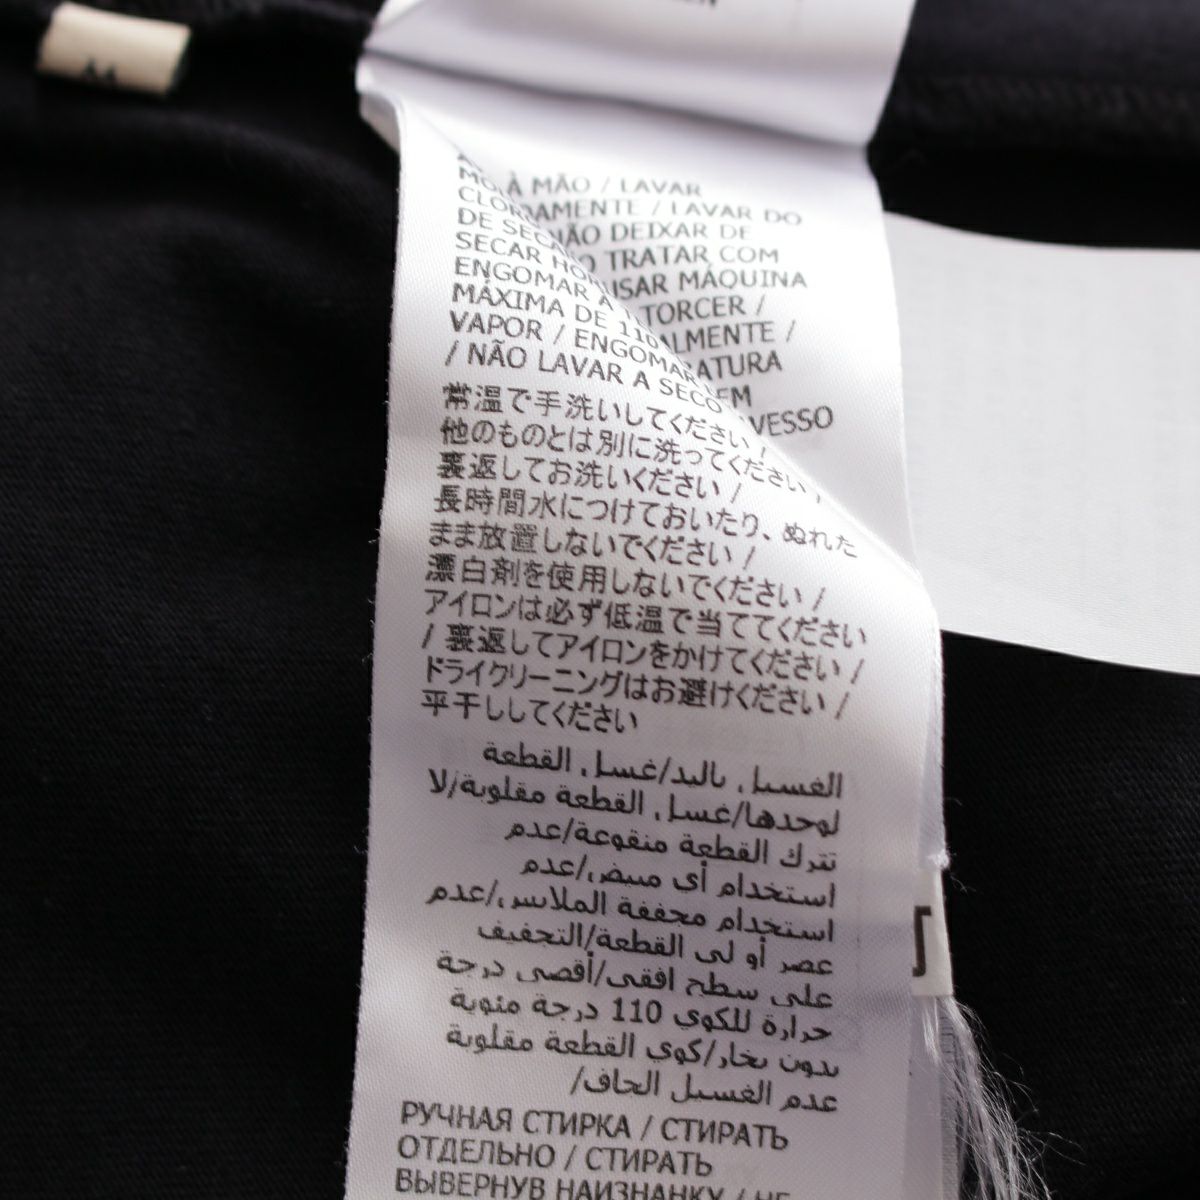 MÃO / LAVAR
LAVAR DO
NÃO DEIXAR DE
TRATAR COM
USAR MÁQUINA
TORCER /
VESSO
DE
SECAR
ENGOMAR A
MÁXIMA DE 110
VAPOR / ENGOMAR
/ NÃO LAVAR A SECO
常温で手洗いしてください /
他のものとは別に洗ってください /
裏返してお洗いください /
長時間水につけておいたり、ぬれた
まま放置しないでください /
漂白剤を使用しないでください /
アイロンは必ず低温で当ててください
/ 裏返してアイロンをかけてください /
ドライクリーニングはお避けください /
平干ししてください
الغسيل باليد/غسل القطعة
لوحدها/غسل القطعة مقلوبة/لا
تترك القطعة منقوعة/عدم
استخدام أي مبيض/عدم
استخدام مجففة الملابس/عدم
عصر أو لي القطعة/التجفيف
على سطح افقي/أقصى درجة
حرارة للكوي 110 درجة مئوية
بدون بخار/كوي القطعة مقلوبة
عدم الغسيل الجاف/
РУЧНАЯ СТИРКА / СТИРАТЬ
ОТДЕЛЬНО / СТИРАТЬ
ВЫВЕРНУВ НАИЗНАНКУ / НЕ